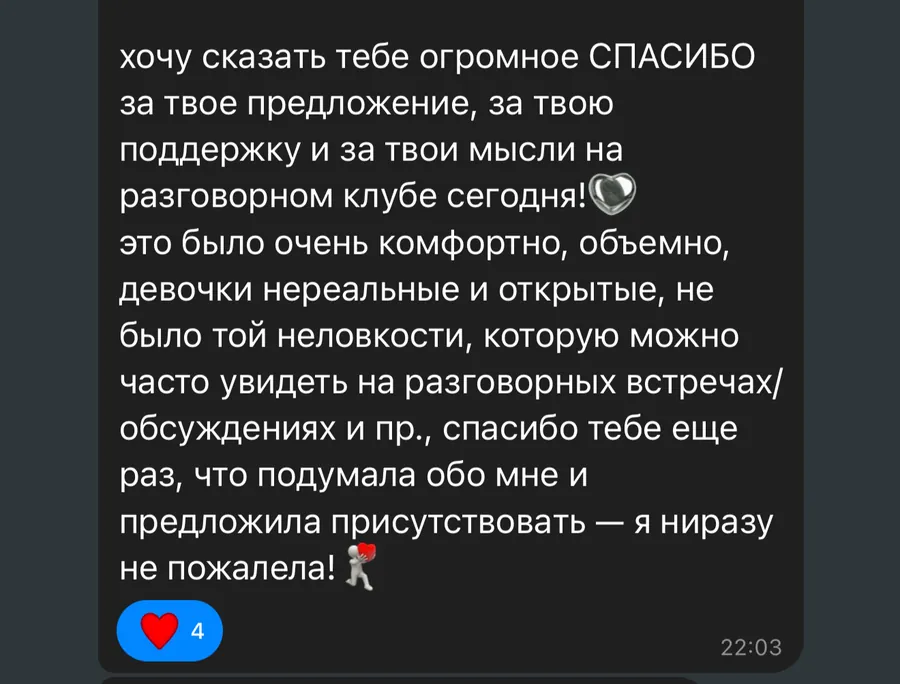 хочу сказать тебе огромное СПАСИБО
за твое предложение, за твою
поддержку и за твои мысли на
разговорном клубе сегодня!
это было очень комфортно, объемно,
девочки нереальные и открытые, не
было той неловкости, которую можно
часто увидеть на разговорных встречах/
обсуждениях и пр., спасибо тебе еще
раз, что подумала обо мне и
предложила присутствовать — я ниразу
не пожалела!
4
22:03